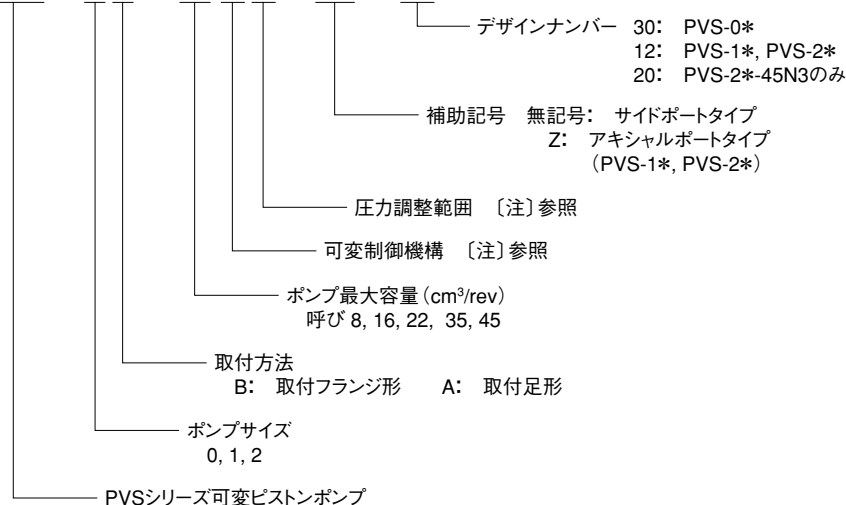 デザインナンバー 30: PVS-0*
12: PVS-1*, PVS-2*
20: PVS-2*-45N3のみ
補助記号 無記号: サイドポートタイプ
Z: アキシャルポートタイプ
(PVS-1*, PVS-2*)
圧力調整範囲 〔注〕参照
可変制御機構 〔注〕参照
ポンプ最大容量(cm³/rev)
呼び 8, 16, 22, 35, 45
取付方法
B: 取付フランジ形 A: 取付足形
ポンプサイズ
0, 1, 2
PVSシリーズ可変ピストンポンプ